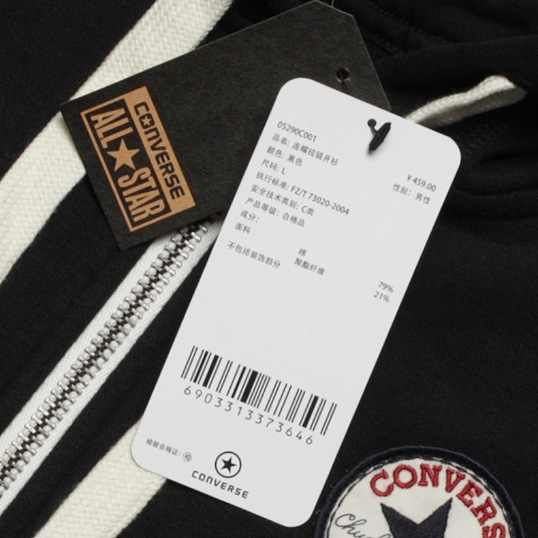 CONVERSE
ALL★STAR
05290C001
¥459.00
品名: 连帽拉链开衫
性别: 男性
颜色: 黑色
尺码: L
执行标准: FZ/T 73020-2004
安全技术类别: C类
产品等级: 合格品
成分:
面料
棉 79%
聚酯纤维 21%
不包括装饰部分
6903313373646
检验合格证:
CONVERSE
CONVERS
Chuck